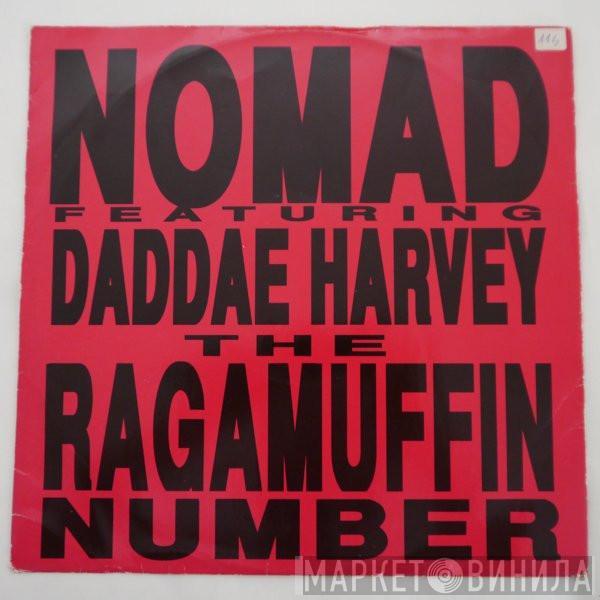 114
NOMAD
FEATURING
DADDAE HARVEY
THE
RAGAMUFFIN
NUMBER
МАРКЕТ ВИНИЛА